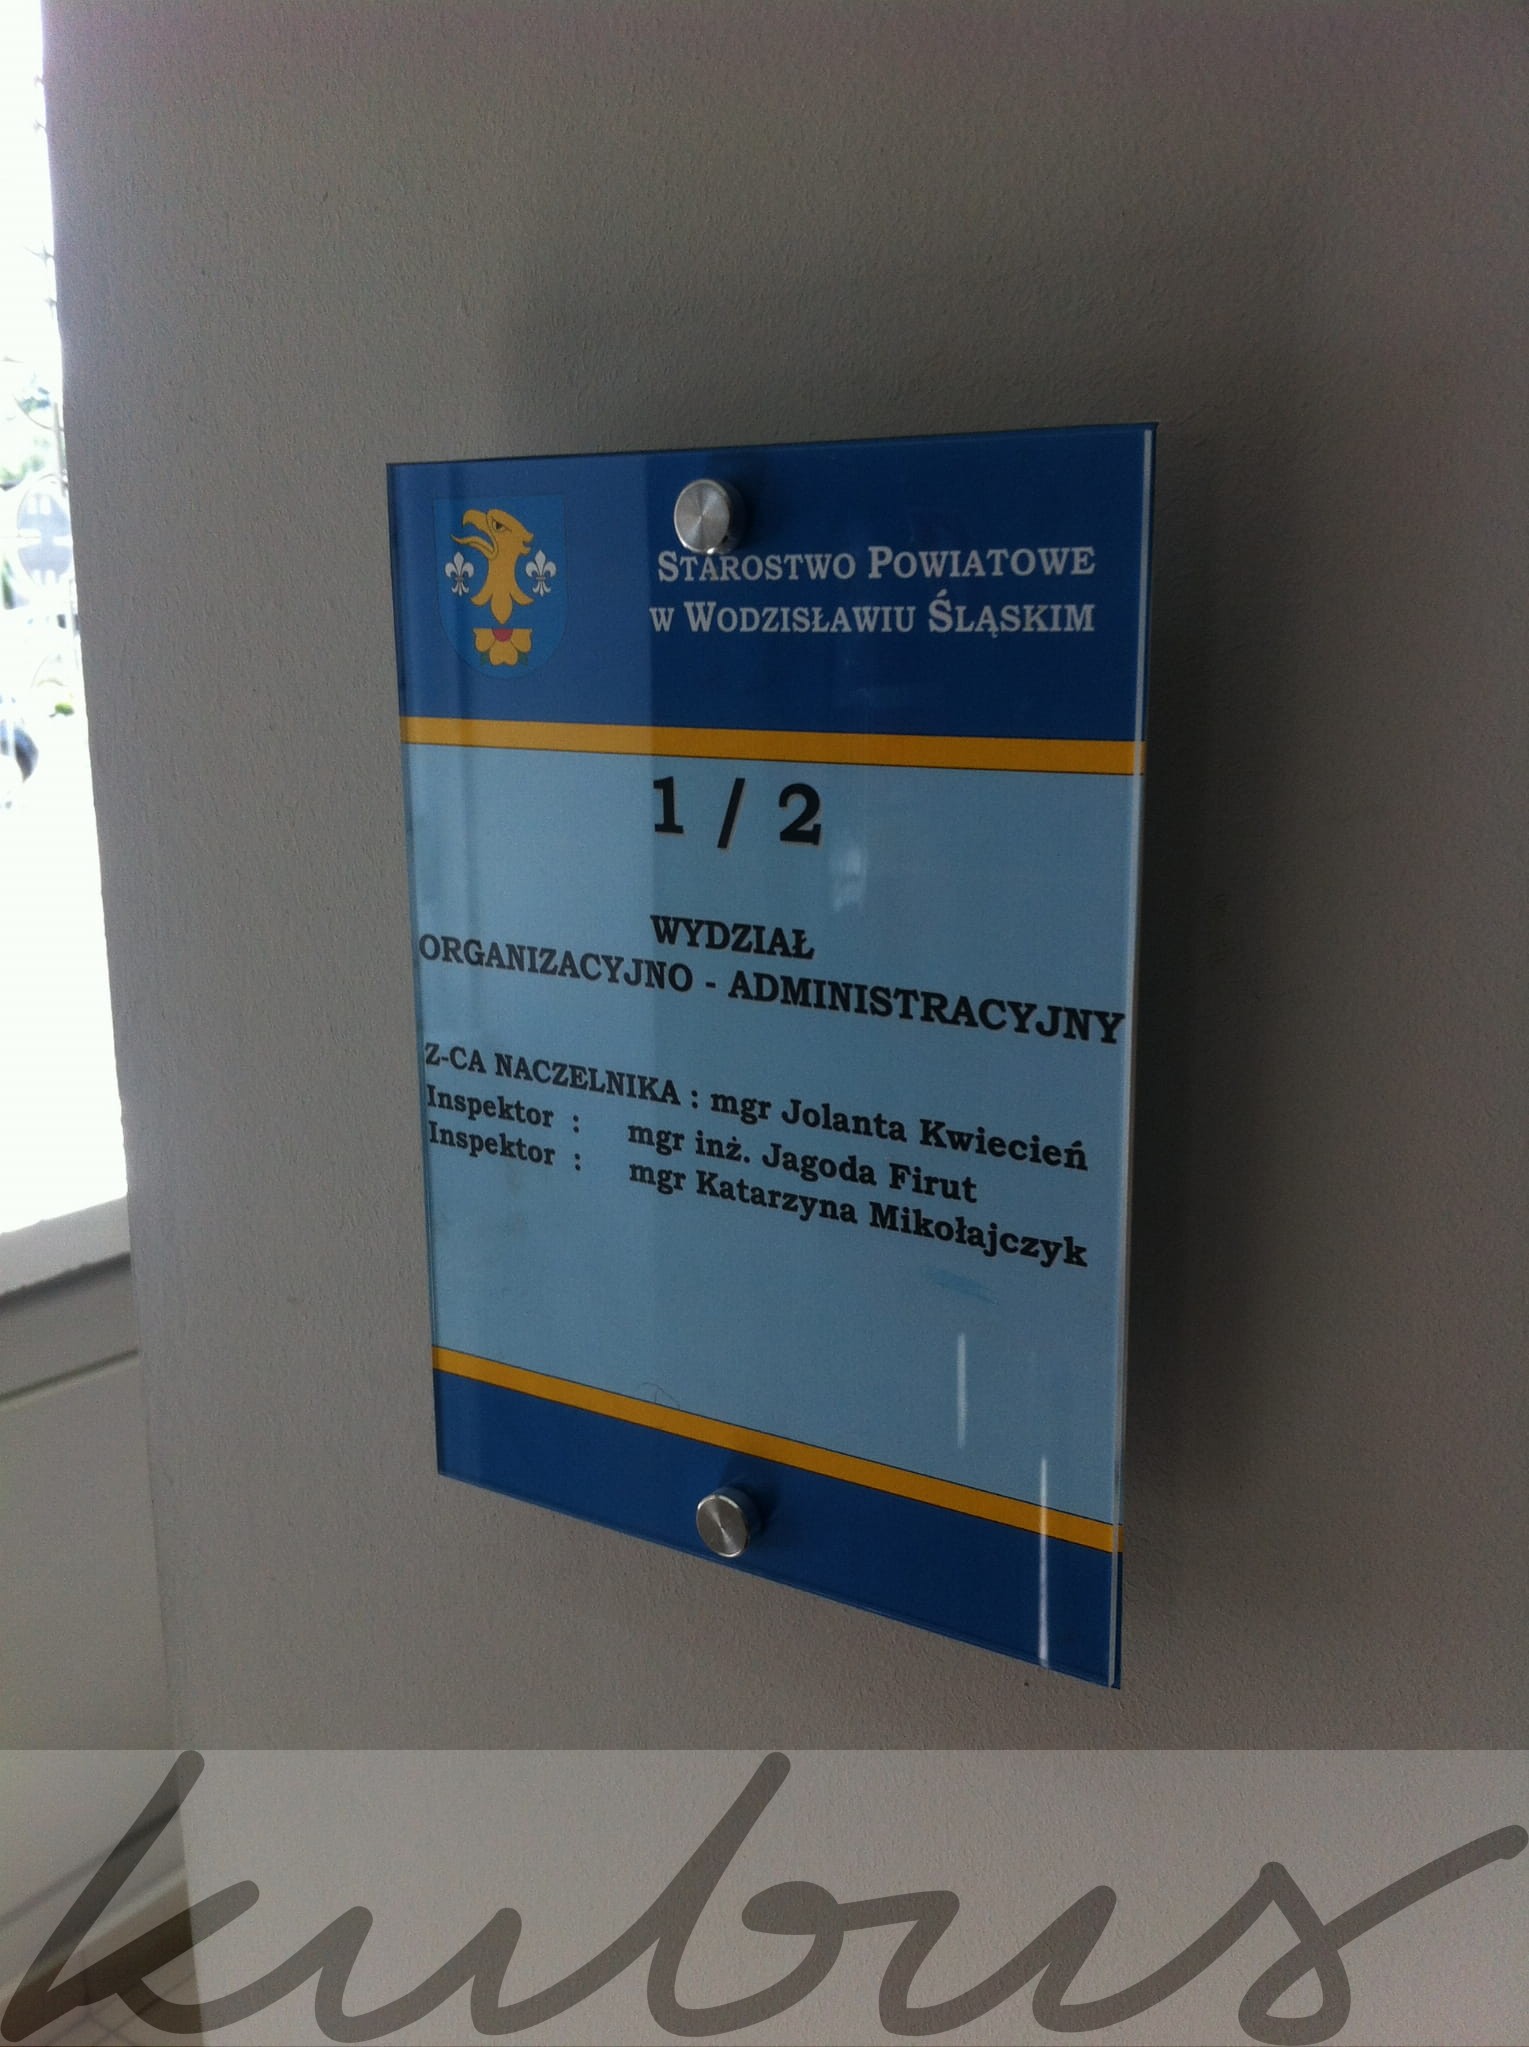 STAROSTWO POWIATOWE
W WODZISŁAWIU ŚLĄSKIM
1 / 2
WYDZIAŁ
ORGANIZACYJNO - ADMINISTRACYJNY
Z-CA NACZELNIKA : mgr Jolanta Kwiecień
Inspektor : mgr inż. Jagoda Firut
Inspektor : mgr Katarzyna Mikołajczyk
kubus